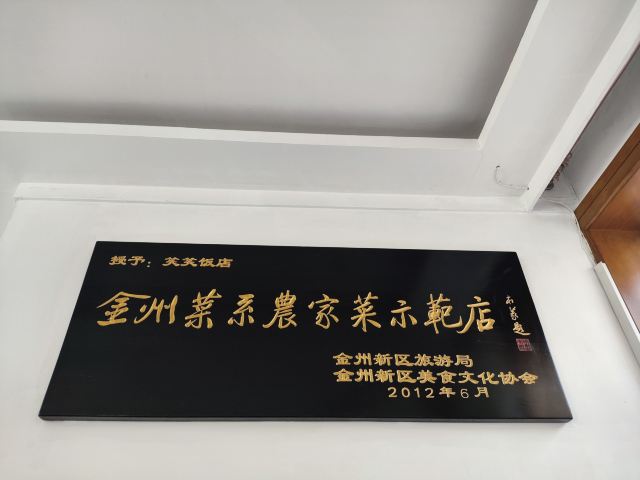 授予：芙芙饭店
金州菜系農家菜示範店
金州新区旅游局
金州新区美食文化协会
2012年6月